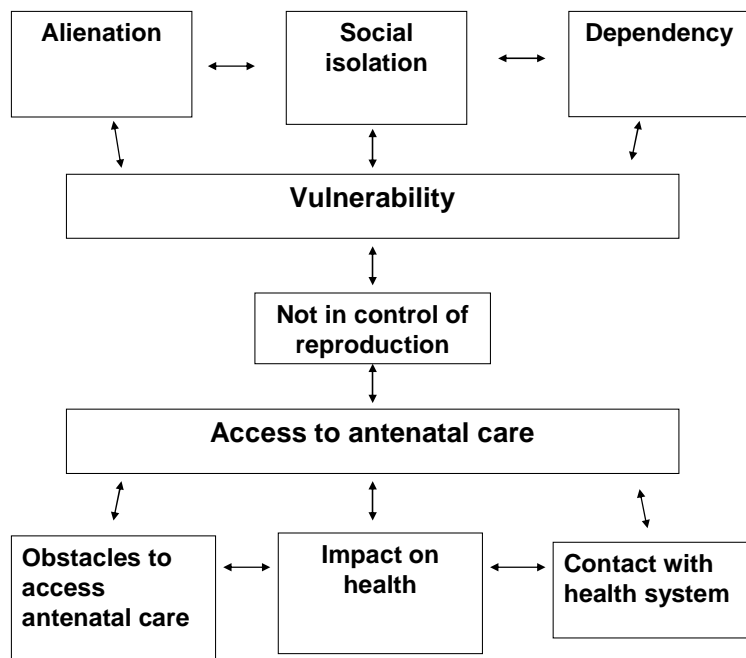 Alienation
Social
isolation
Dependency
Vulnerability
Not in control of
reproduction
Access to antenatal care
Obstacles to
access
antenatal care
Impact on
health
Contact with
health system